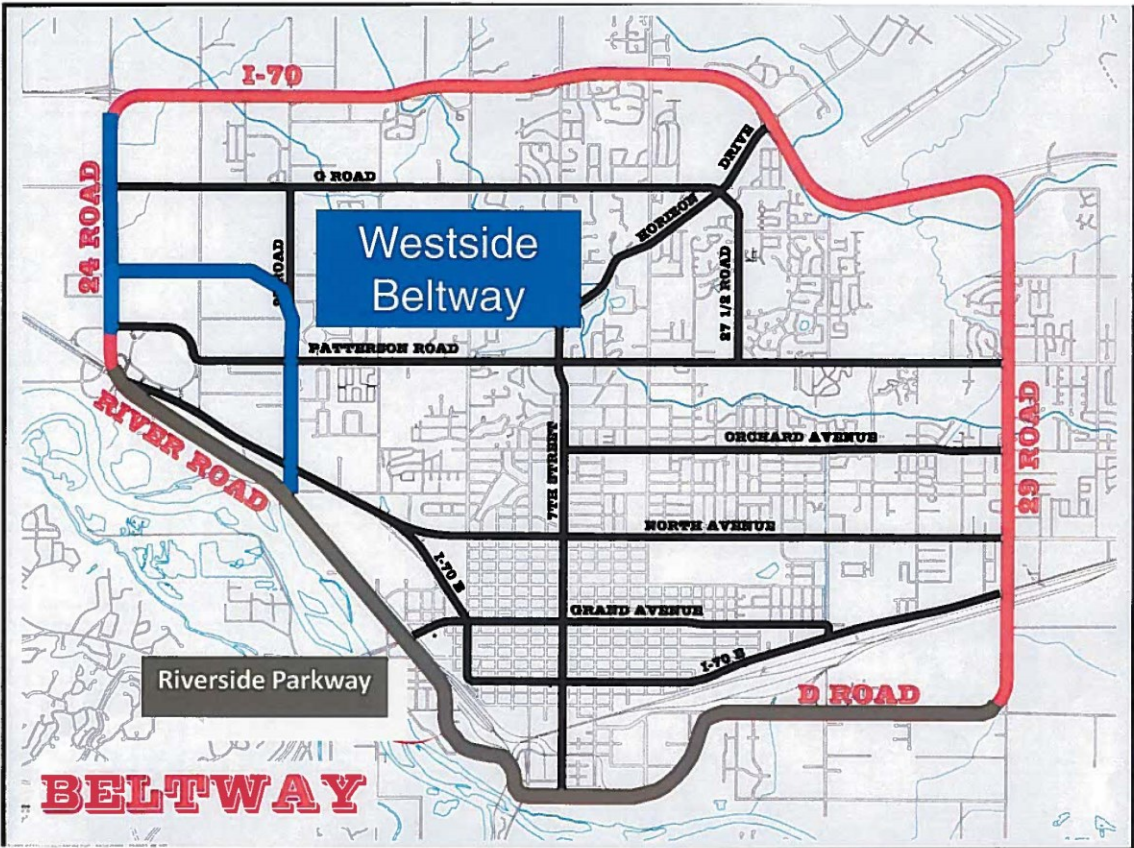 I-70
G ROAD
DRIVE
HORIZON
24 ROAD
ROAD
Westside
Beltway
27 1/2 ROAD
PATTERSON ROAD
RIVER ROAD
ORCHARD AVENUE
29 ROAD
7TH STREET
NORTH AVENUE
I-70 B
GRAND AVENUE
I-70 B
Riverside Parkway
D ROAD
BELTWAY